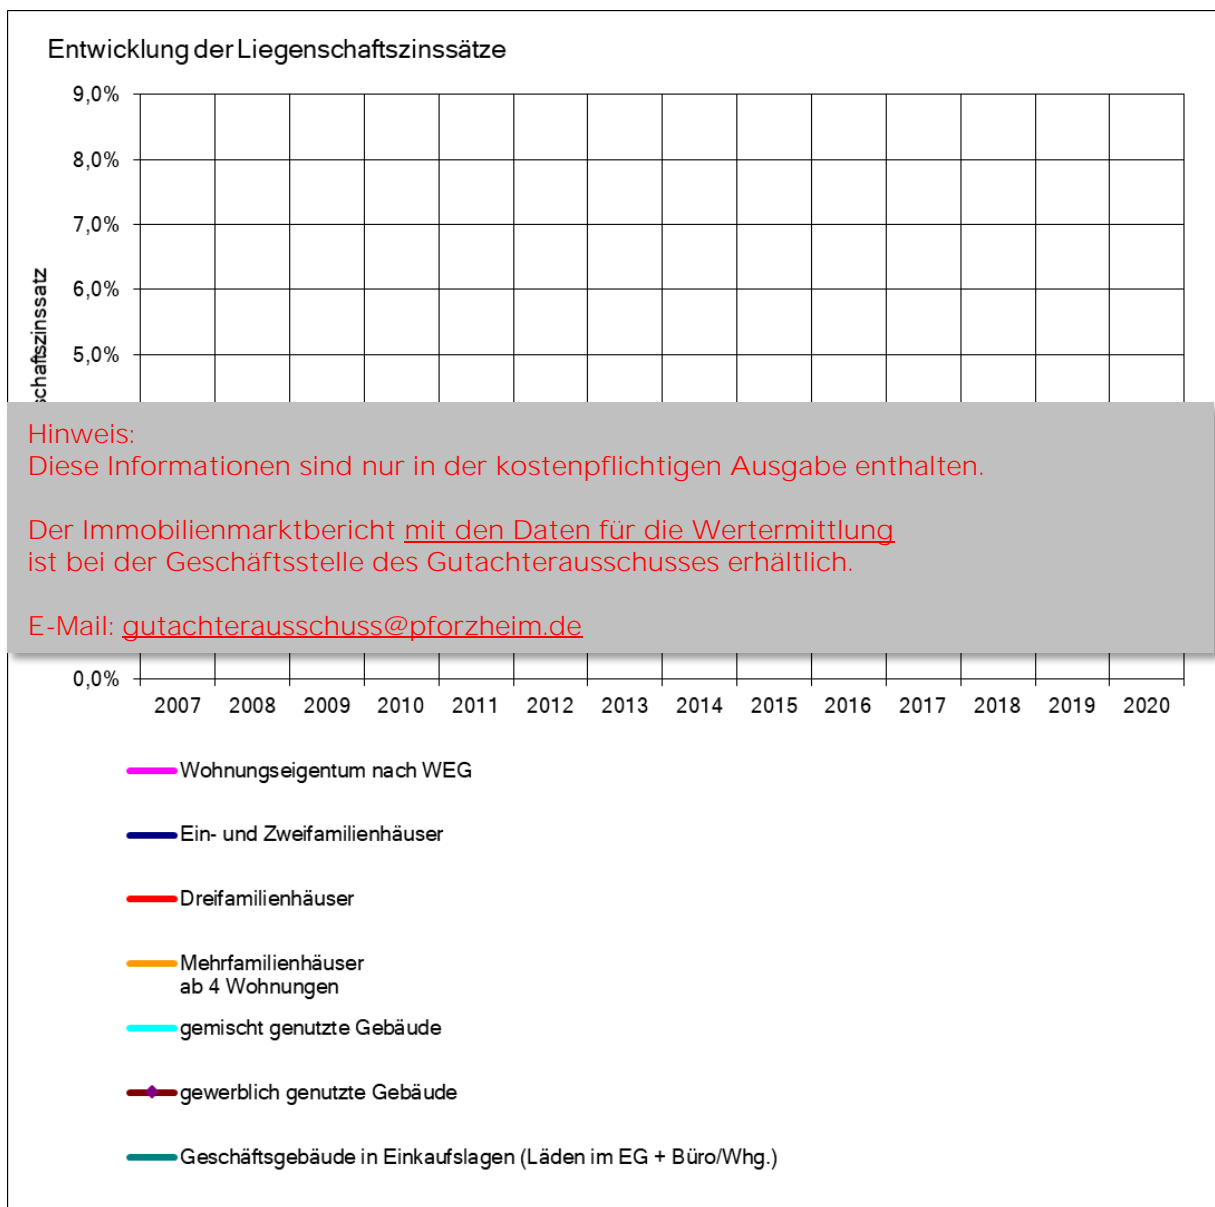 Entwicklung der Liegenschaftszinssätze
9,0%
8,0%
7,0%
6,0%
5,0%
schaftszinssatz
Hinweis:
Diese Informationen sind nur in der kostenpflichtigen Ausgabe enthalten.
Der Immobilienmarktbericht mit den Daten für die Wertermittlung
ist bei der Geschäftsstelle des Gutachterausschusses erhältlich.
E-Mail: gutachterausschuss@pforzheim.de
0,0%
2007 2008 2009 2010 2011 2012 2013 2014 2015 2016 2017 2018 2019 2020
Wohnungseigentum nach WEG
Ein- und Zweifamilienhäuser
Dreifamilienhäuser
Mehrfamilienhäuser
ab 4 Wohnungen
gemischt genutzte Gebäude
gewerblich genutzte Gebäude
Geschäftsgebäude in Einkaufslagen (Läden im EG + Büro/Whg.)